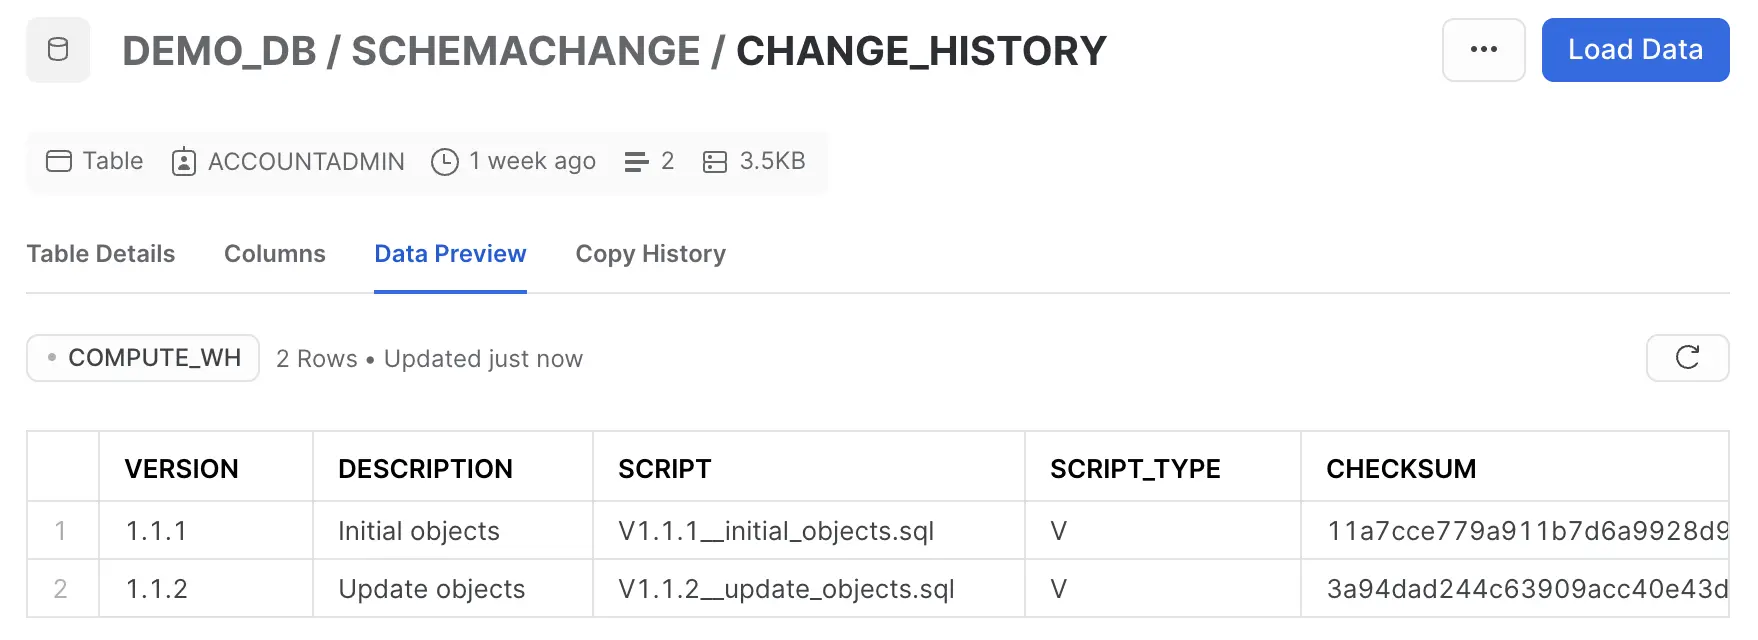 DEMO_DB / SCHEMACHANGE / CHANGE_HISTORY
... Load Data
Table ACCOUNTADMIN 1 week ago 2 3.5KB
Table Details Columns Data Preview Copy History
COMPUTE_WH 2 Rows • Updated just now
VERSION DESCRIPTION SCRIPT SCRIPT_TYPE CHECKSUM
1 1.1.1 Initial objects V1.1.1__initial_objects.sql V 11a7cce779a911b7d6a9928d9
2 1.1.2 Update objects V1.1.2__update_objects.sql V 3a94dad244c63909acc40e43d